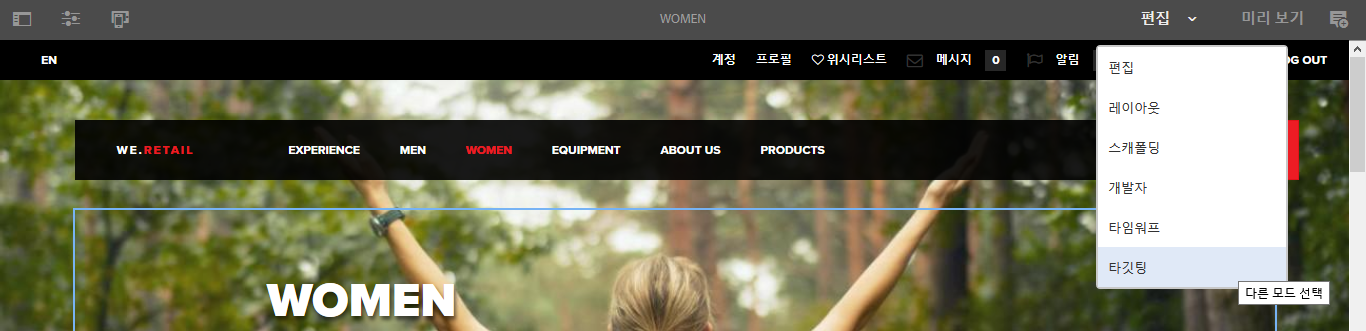 WOMEN
편집
미리 보기
EN
계정
프로필
위시리스트
메시지
0
알림
OG OUT
편집
레이아웃
스캐폴딩
개발자
타임워프
타깃팅
다른 모드 선택
WE.RETAIL
EXPERIENCE
MEN
WOMEN
EQUIPMENT
ABOUT US
PRODUCTS
WOMEN